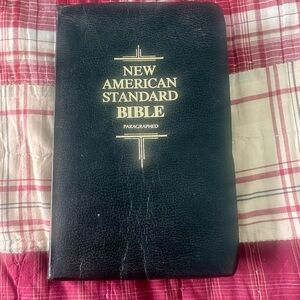 NEW
AMERICAN
STANDARD
BIBLE
PARAGRAPHED